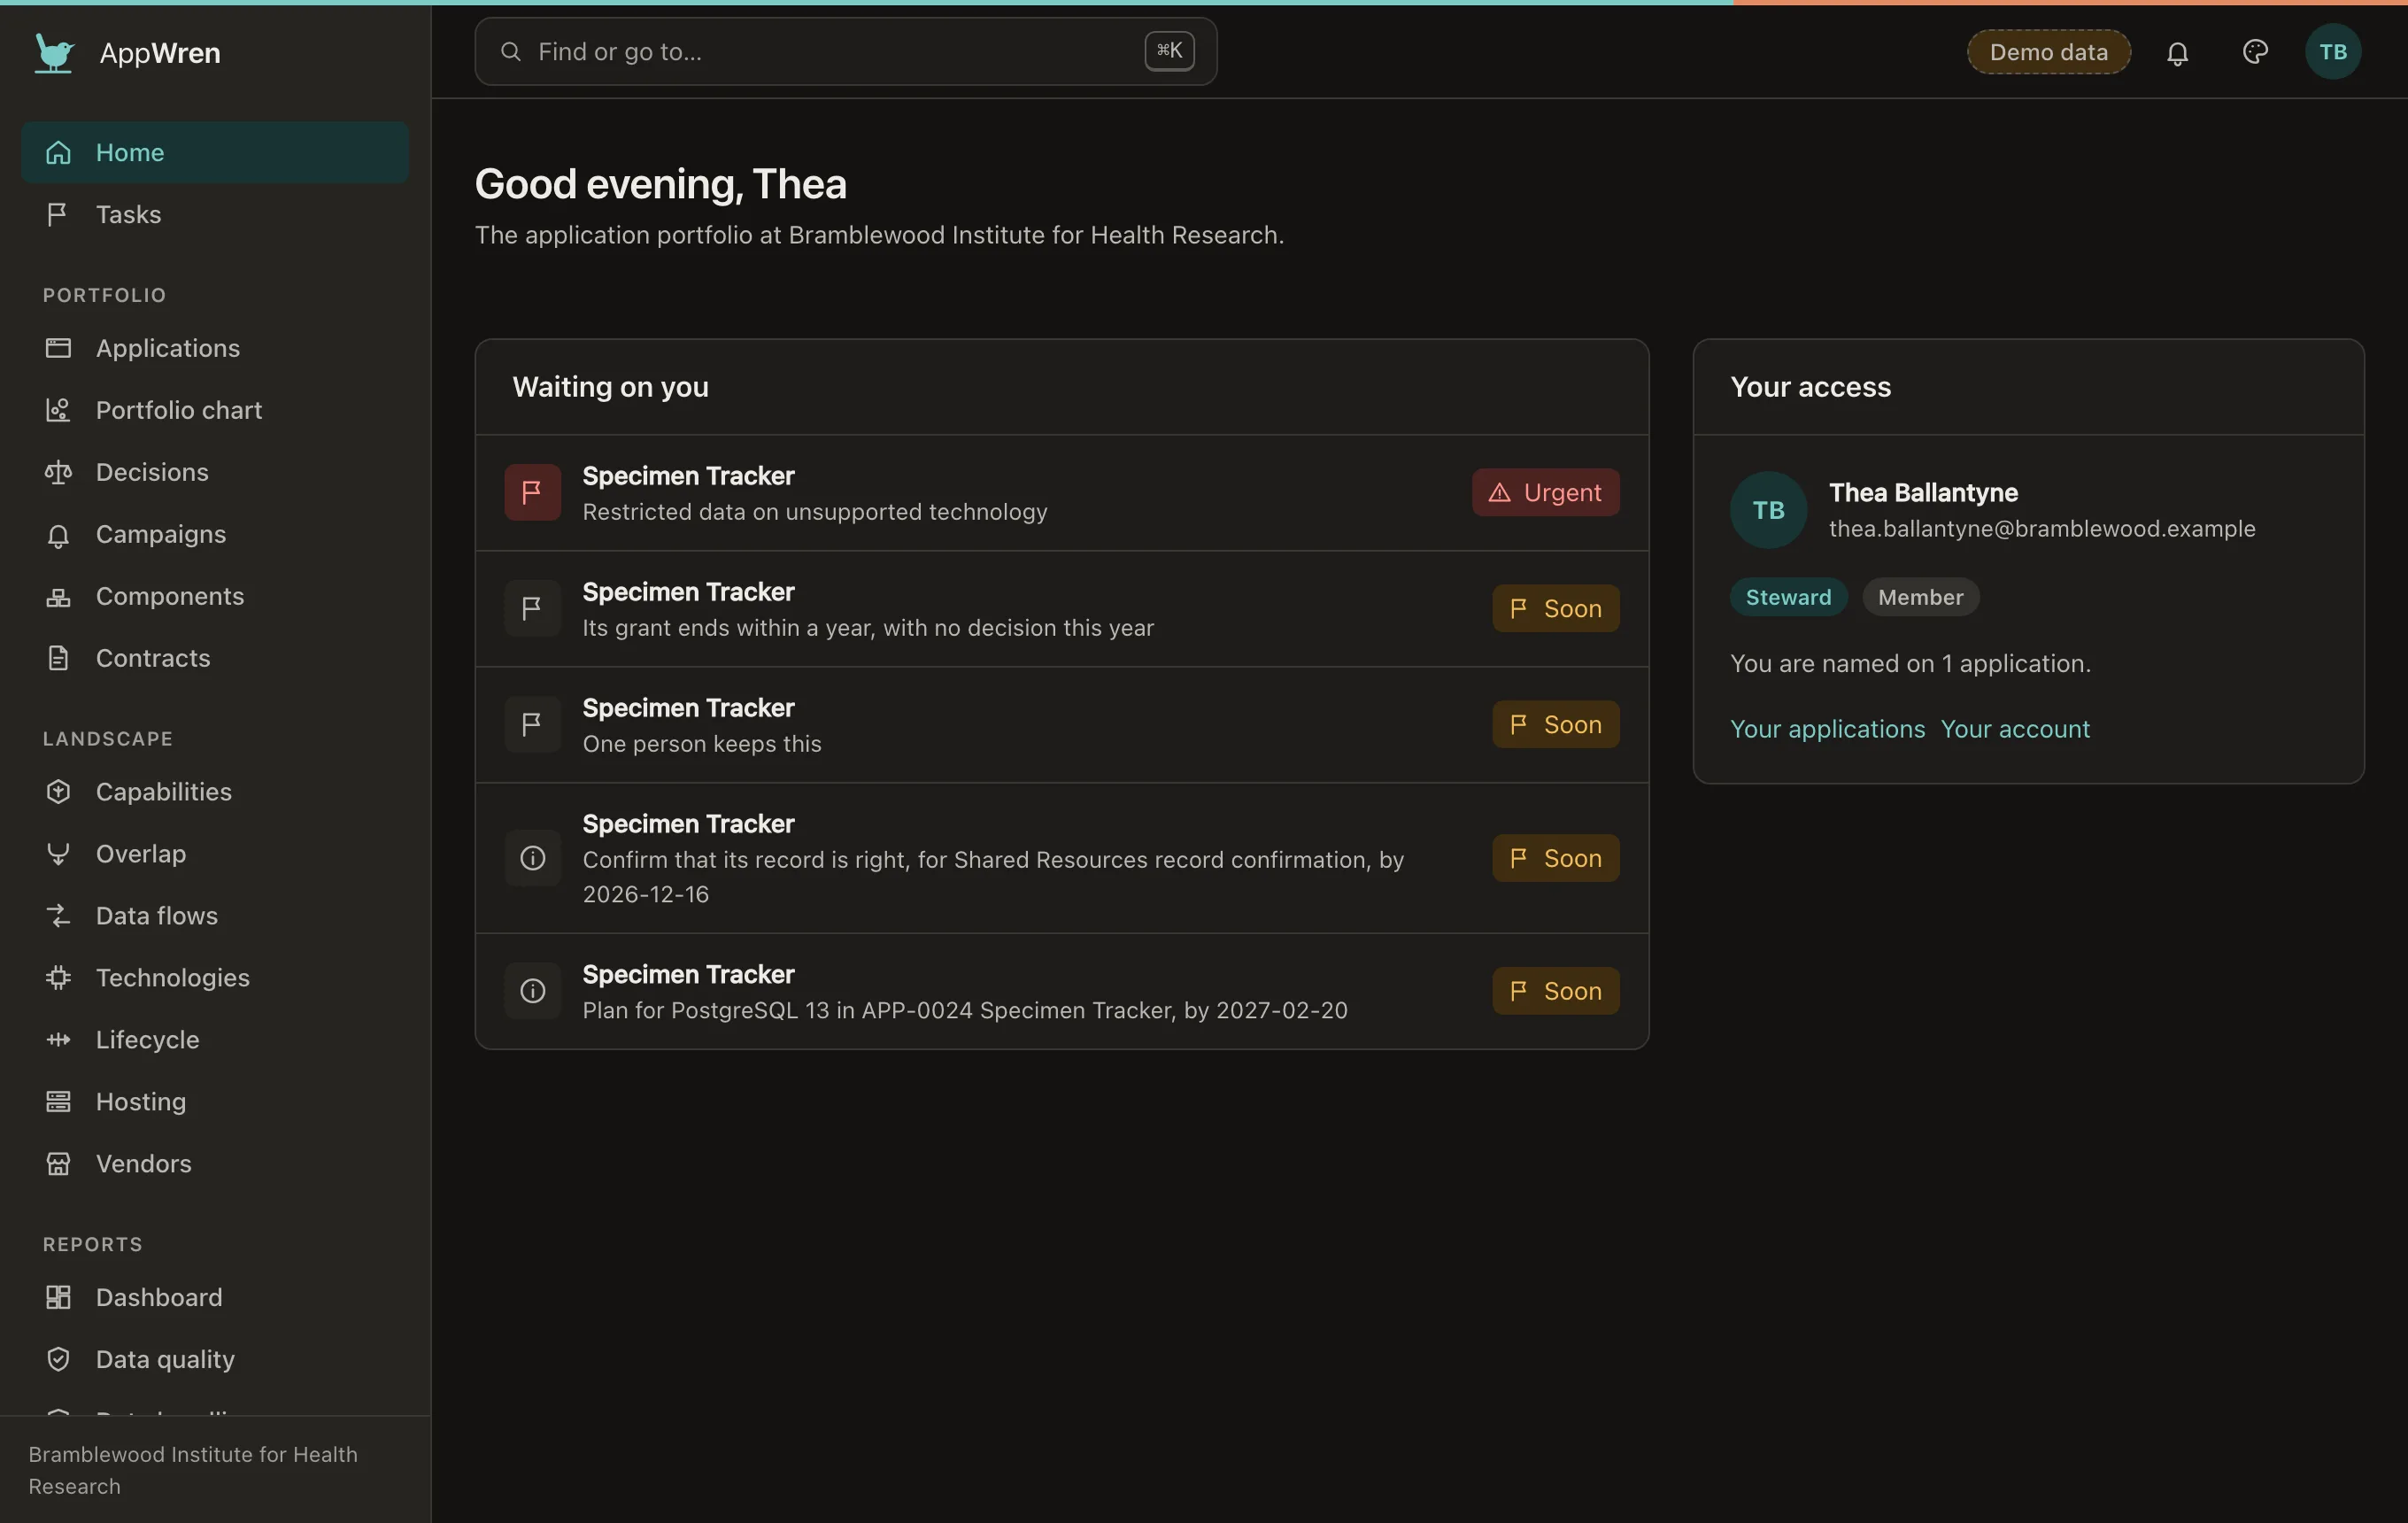 AppWren
Find or go to...
⌘K
Demo data
TB
Home
Tasks
PORTFOLIO
Applications
Portfolio chart
Decisions
Campaigns
Components
Contracts
LANDSCAPE
Capabilities
Overlap
Data flows
Technologies
Lifecycle
Hosting
Vendors
REPORTS
Dashboard
Data quality
Bramblewood Institute for Health
Research
Good evening, Thea
The application portfolio at Bramblewood Institute for Health Research.
Waiting on you
Specimen Tracker
Restricted data on unsupported technology
Urgent
Specimen Tracker
Its grant ends within a year, with no decision this year
Soon
Specimen Tracker
One person keeps this
Soon
Specimen Tracker
Confirm that its record is right, for Shared Resources record confirmation, by
2026-12-16
Soon
Specimen Tracker
Plan for PostgreSQL 13 in APP-0024 Specimen Tracker, by 2027-02-20
Soon
Your access
TB
Thea Ballantyne
thea.ballantyne@bramblewood.example
Steward
Member
You are named on 1 application.
Your applications Your account